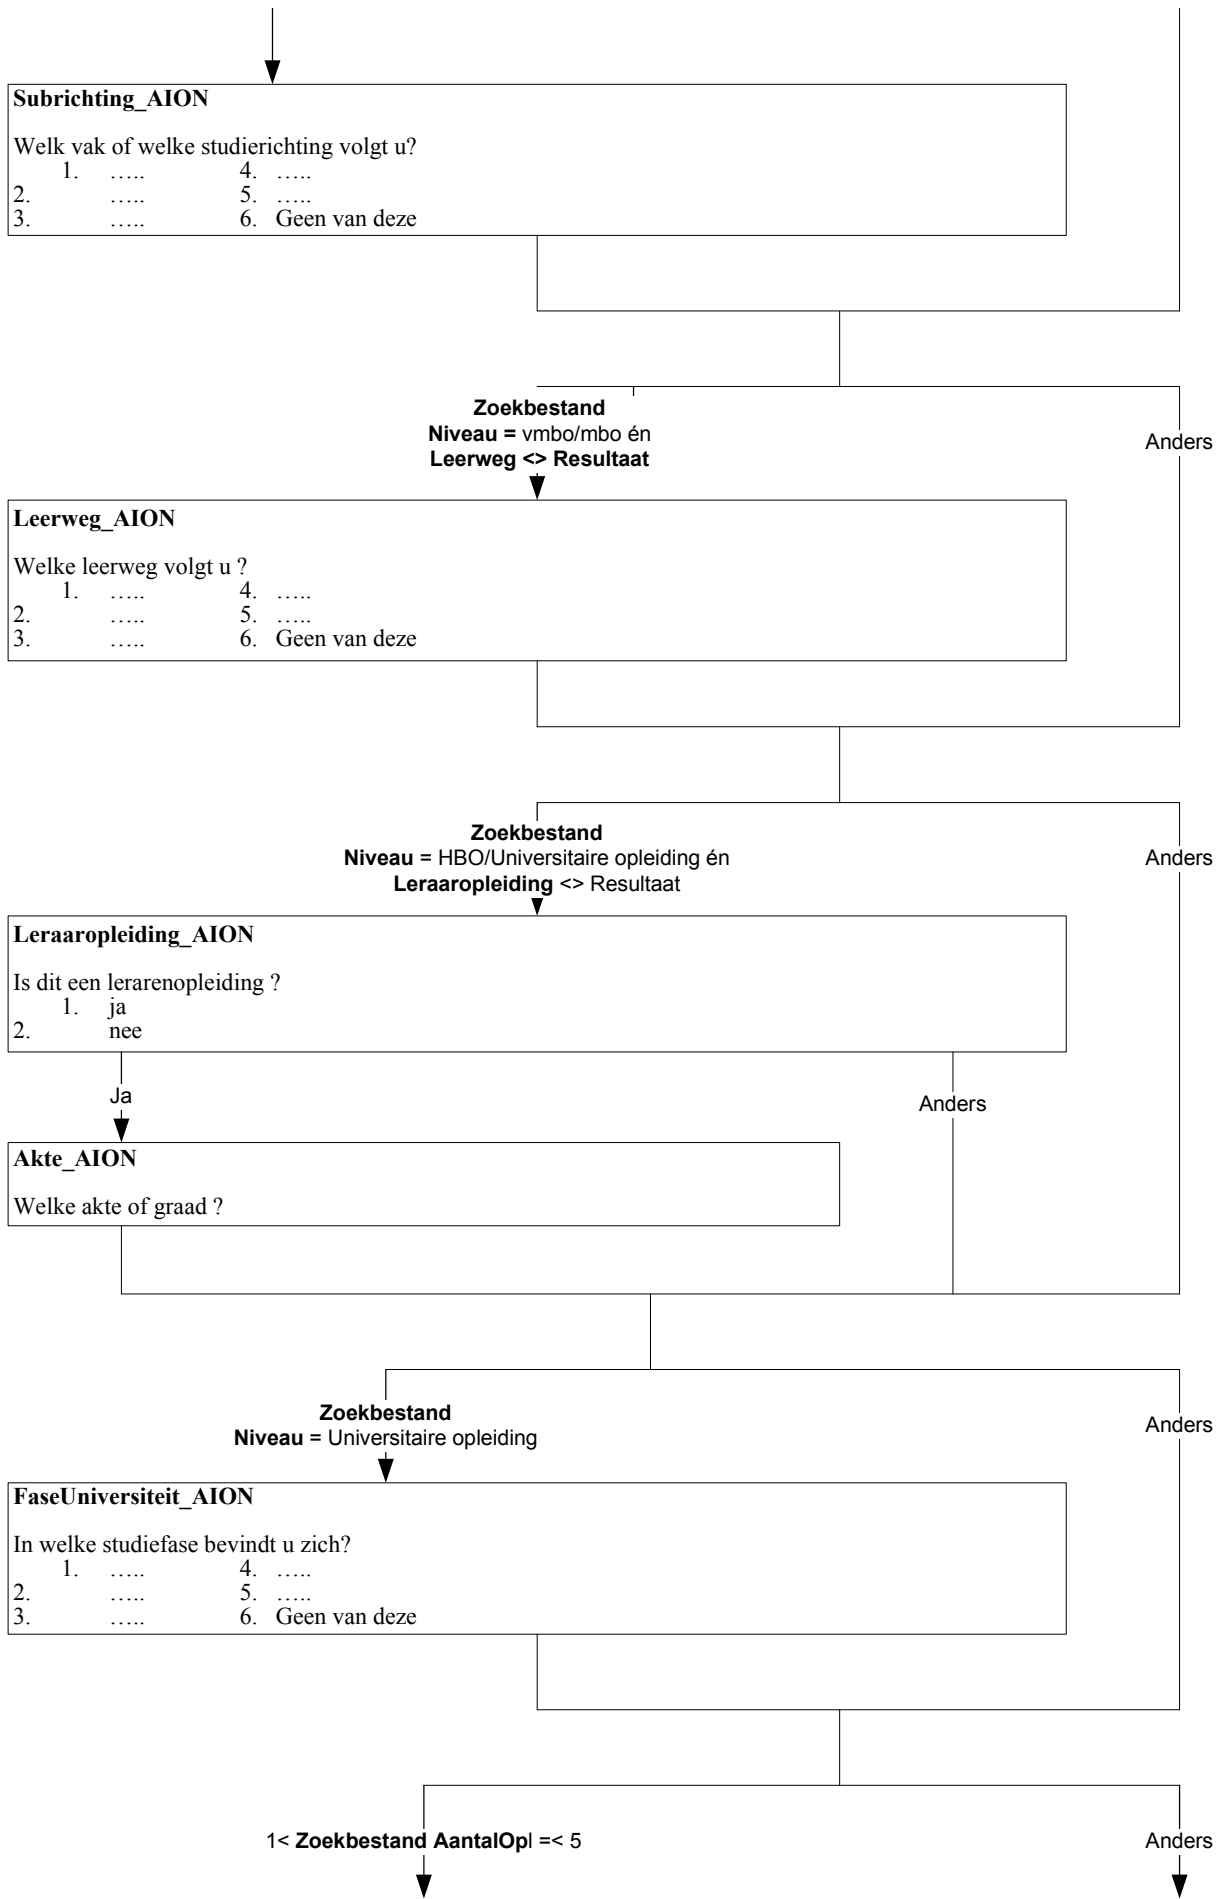 Subrichting_AION
Welk vak of welke studierichting volgt u?
1. ….. 4. …..
2. ….. 5. …..
3. ….. 6. Geen van deze
Zoekbestand
Niveau = vmbo/mbo én
Leerweg <> Resultaat
Anders
Leerweg_AION
Welke leerweg volgt u ?
1. ….. 4. …..
2. ….. 5. …..
3. ….. 6. Geen van deze
Zoekbestand
Niveau = HBO/Universitaire opleiding én
Leraaropleiding <> Resultaat
Anders
Leraaropleiding_AION
Is dit een lerarenopleiding ?
1. ja
2. nee
Ja
Anders
Akte_AION
Welke akte of graad ?
Zoekbestand
Niveau = Universitaire opleiding
Anders
FaseUniversiteit_AION
In welke studiefase bevindt u zich?
1. ….. 4. …..
2. ….. 5. …..
3. ….. 6. Geen van deze
1< Zoekbestand AantalOpl =< 5
Anders